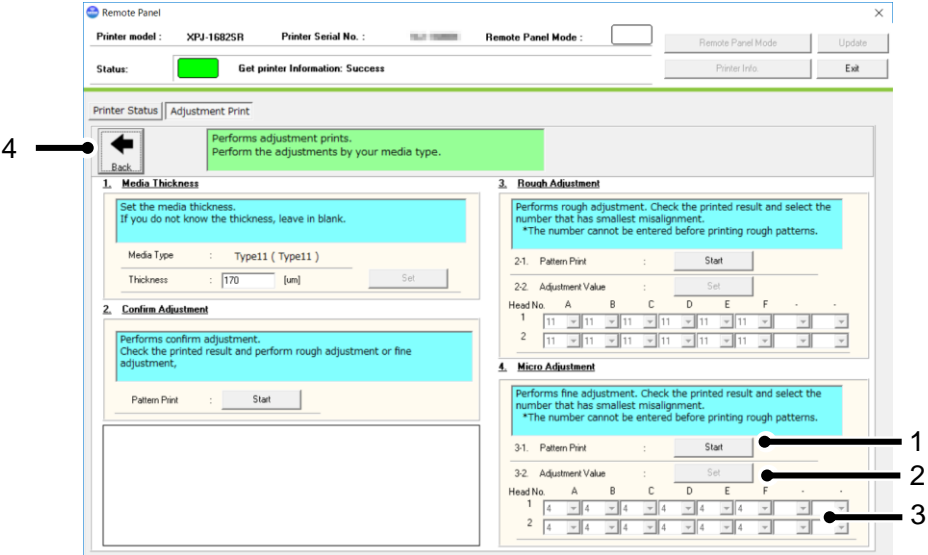 Remote Panel
Printer model : XPJ-1682SR Printer Serial No. : Remote Panel Mode :
Remote Panel Mode Update
Status: Get printer Information: Success
Printer Info. Exit
Printer Status Adjustment Print
4
Back
Performs adjustment prints.
Perform the adjustments by your media type.
1. Media Thickness
Set the media thickness.
If you do not know the thickness, leave in blank.
Media Type : Type11 ( Type11 )
Thickness : 170 [um] Set
2. Confirm Adjustment
Performs confirm adjustment.
Check the printed result and perform rough adjustment or fine
adjustment,
Pattern Print : Start
3. Rough Adjustment
Performs rough adjustment. Check the printed result and select the
number that has smallest misalignment.
*The number cannot be entered before printing rough patterns.
2-1. Pattern Print : Start
2-2. Adjustment Value : Set
Head No. A B C D E F - -
1 11 11 11 11 11 11
2 11 11 11 11 11 11
4. Micro Adjustment
Performs fine adjustment. Check the printed result and select the
number that has smallest misalignment.
*The number cannot be entered before printing rough patterns.
3-1. Pattern Print : Start
1
3-2. Adjustment Value : Set
2
Head No. A B C D E F - -
1 4 4 4 4 4 4
3
2 4 4 4 4 4 4